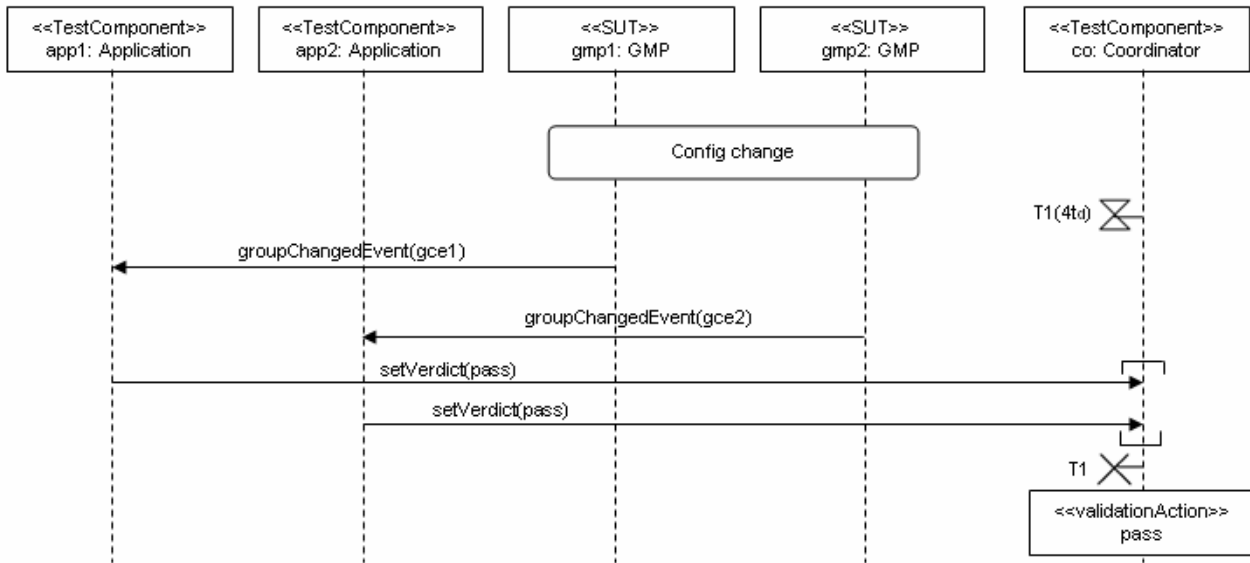 <<TestComponent>>
app1: Application
<<TestComponent>>
app2: Application
<<SUT>>
gmp1: GMP
<<SUT>>
gmp2: GMP
<<TestComponent>>
co: Coordinator
Config change
T1(4td)
groupChangedEvent(gce1)
groupChangedEvent(gce2)
setVerdict(pass)
setVerdict(pass)
T1
<<validationAction>>
pass